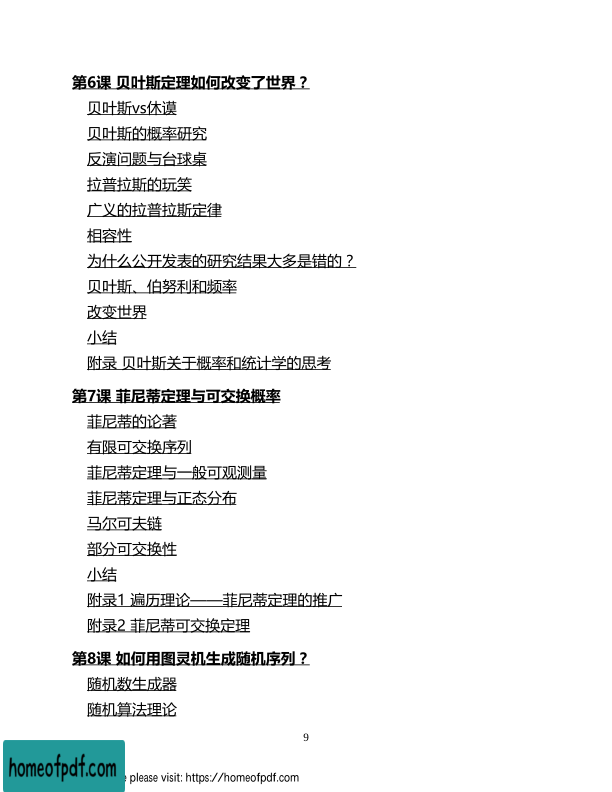 第6课 贝叶斯定理如何改变了世界？
贝叶斯vs休谟
贝叶斯的概率研究
反演问题与台球桌
拉普拉斯的玩笑
广义的拉普拉斯定律
相容性
为什么公开发表的研究结果大多是错的？
贝叶斯、伯努利和频率
改变世界
小结
附录 贝叶斯关于概率和统计学的思考
第7课 菲尼蒂定理与可交换概率
菲尼蒂的论著
有限可交换序列
菲尼蒂定理与一般可观测量
菲尼蒂定理与正态分布
马尔可夫链
部分可交换性
小结
附录1 遍历理论——菲尼蒂定理的推广
附录2 菲尼蒂可交换定理
第8课 如何用图灵机生成随机序列？
随机数生成器
随机算法理论
9
homeofpdf.com
e please visit: https://homeofpdf.com